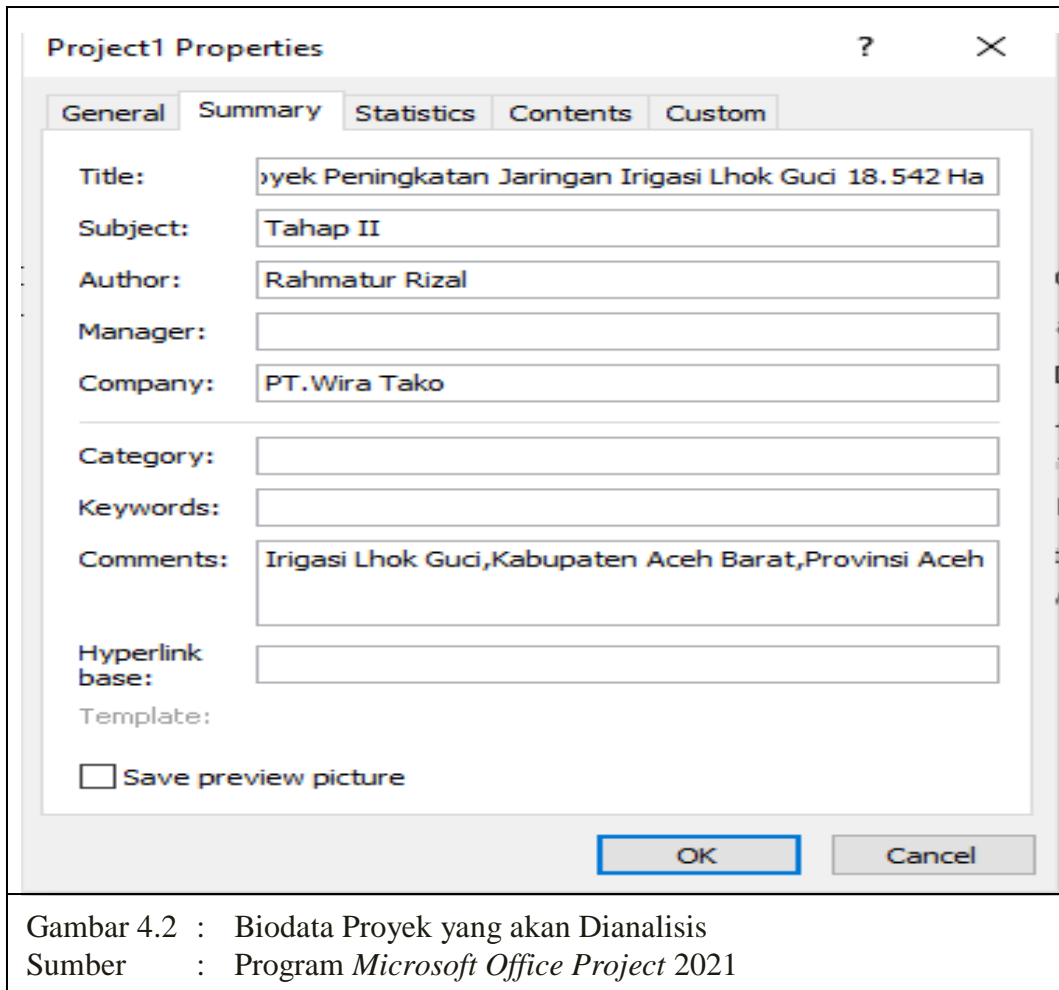 Project1 Properties ? ×
General Summary Statistics Contents Custom
Title: Peningkatan Jaringan Irigasi Lhok Guci 18.542 Ha
Subject: Tahap II
Author: Rahmatur Rizal
Manager:
Company: PT.Wira Tako
Category:
Keywords:
Comments: Irigasi Lhok Guci,Kabupaten Aceh Barat,Provinsi Aceh
Hyperlink
base:
Template:
Save preview picture
OK Cancel
Gambar 4.2 : Biodata Proyek yang akan Dianalisis
Sumber : Program Microsoft Office Project 2021